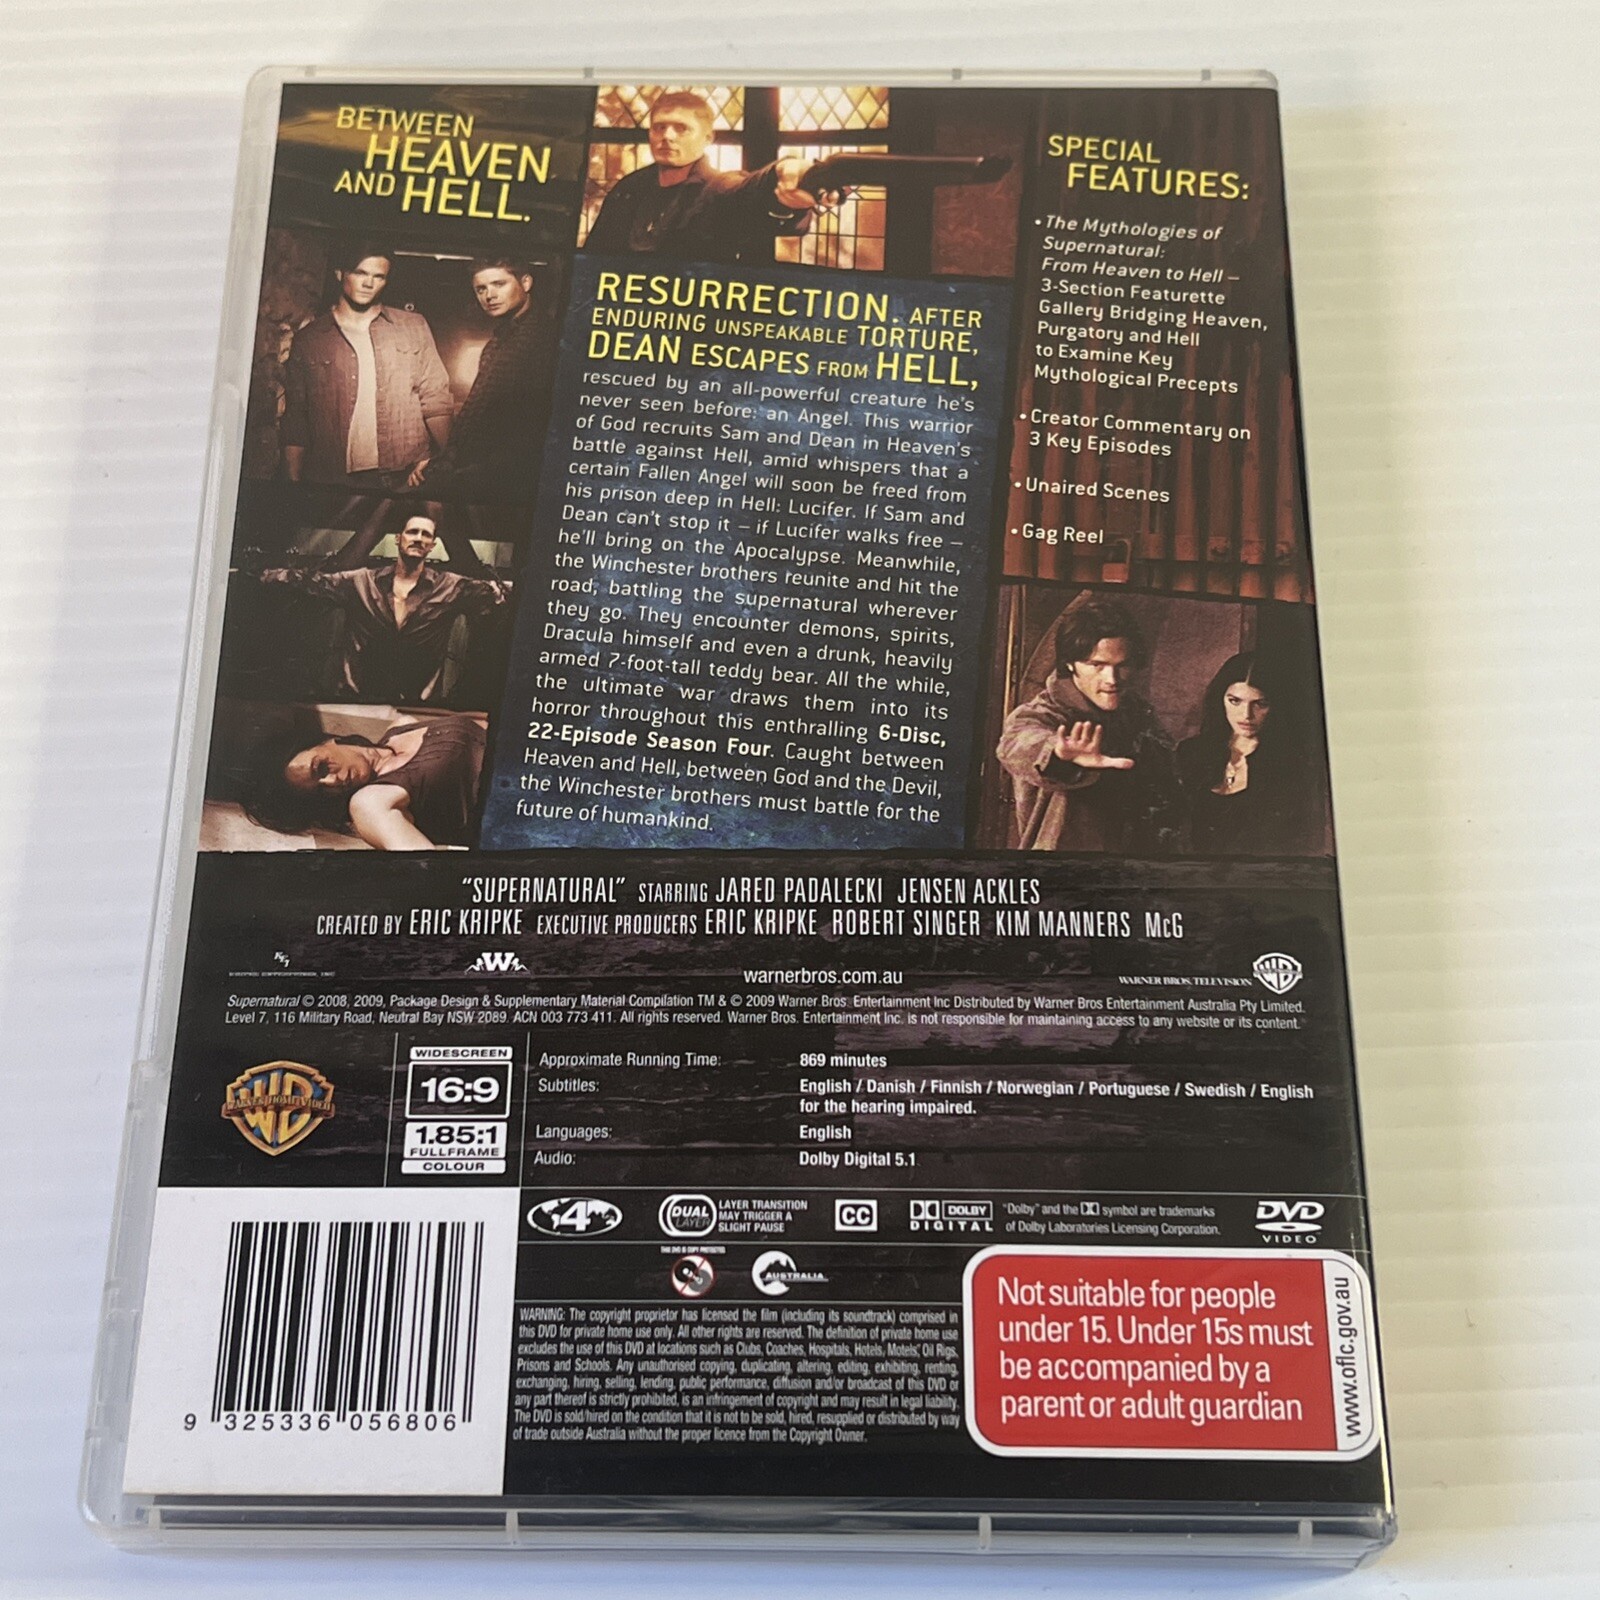 BETWEEN
HEAVEN
AND HELL.
RESURRECTION. AFTER
ENDURING UNSPEAKABLE TORTURE,
DEAN ESCAPES FROM HELL,
rescued by an all-powerful creature he's
never seen before: an Angel. This warrior
of God recruits Sam and Dean in Heaven's
battle against Hell, amid whispers that a
certain Fallen Angel will soon be freed from
his prison deep in Hell: Lucifer. If Sam and
Dean can't stop it – if Lucifer walks free –
he'll bring on the Apocalypse. Meanwhile,
the Winchester brothers reunite and hit the
road, battling the supernatural wherever
they go. They encounter demons, spirits,
Dracula himself and even a drunk, heavily
armed 7-foot-tall teddy bear. All the while,
the ultimate war draws them into its
horror throughout this enthralling 6-Disc,
22-Episode Season Four. Caught between
Heaven and Hell, between God and the Devil,
the Winchester brothers must battle for the
future of humankind.
SPECIAL
FEATURES:
• The Mythologies of
Supernatural:
From Heaven to Hell –
3-Section Featurette
Gallery Bridging Heaven,
Purgatory and Hell
to Examine Key
Mythological Precepts
• Creator Commentary on
3 Key Episodes
• Unaired Scenes
• Gag Reel
"SUPERNATURAL" STARRING JARED PADALECKI JENSEN ACKLES
CREATED BY ERIC KRIPKE EXECUTIVE PRODUCERS ERIC KRIPKE ROBERT SINGER KIM MANNERS McG
W
warnerbros.com.au
WARNER BROS. TELEVISION
WB
Supernatural © 2008, 2009, Package Design & Supplementary Material Compilation TM & © 2009 Warner Bros. Entertainment Inc Distributed by Warner Bros Entertainment Australia Pty Limited.
Level 7, 116 Military Road, Neutral Bay NSW 2089. ACN 003 773 411. All rights reserved. Warner Bros. Entertainment Inc. is not responsible for maintaining access to any website or its content.
WARNER HOME VIDEO
WIDESCREEN
16:9
1.85:1
FULLFRAME
COLOUR
Approximate Running Time: 869 minutes
Subtitles: English / Danish / Finnish / Norwegian / Portuguese / Swedish / English
for the hearing impaired.
Languages: English
Audio: Dolby Digital 5.1
4
DUAL
LAYER
LAYER TRANSITION
MAY TRIGGER A
SLIGHT PAUSE
CC
DOLBY
DIGITAL
"Dolby" and the symbol are trademarks
of Dolby Laboratories Licensing Corporation.
DVD
VIDEO
THIS DVD IS COPY PROTECTED
AUSTRALIA
WARNING: The copyright proprietor has licensed the film (including its soundtrack) comprised in
this DVD for private home use only. All other rights are reserved. The definition of private home use
excludes the use of this DVD at locations such as Clubs, Coaches, Hospitals, Hotels, Motels, Oil Rigs,
Prisons and Schools. Any unauthorised copying, duplicating, altering, editing, exhibiting, renting,
exchanging, hiring, selling, lending, public performance, diffusion and/or broadcast of this DVD or
any part thereof is strictly prohibited, is an infringement of copyright and may result in legal liability.
The DVD is sold/hired on the condition that it is not to be sold, hired, resupplied or distributed by way
of trade outside Australia without the proper licence from the Copyright Owner.
Not suitable for people
under 15. Under 15s must
be accompanied by a
parent or adult guardian
www.oflc.gov.au
9 325336 056806